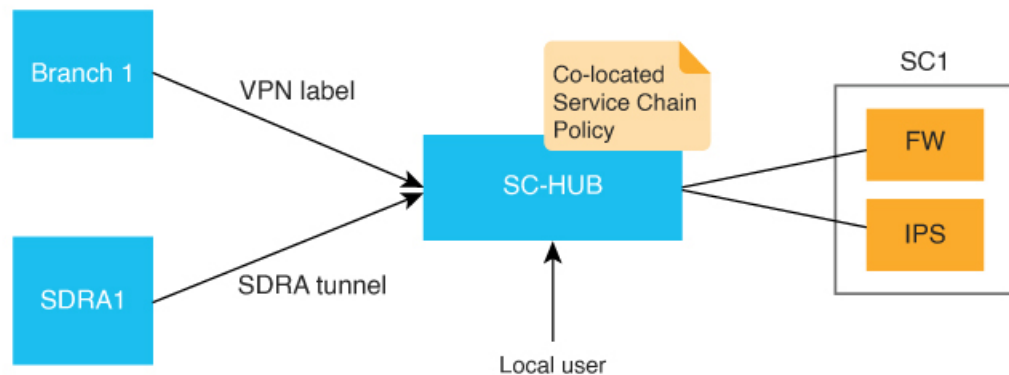 Branch 1
VPN label
Co-located
Service Chain
Policy
SC1
FW
SC-HUB
IPS
SDRA1
SDRA tunnel
Local user